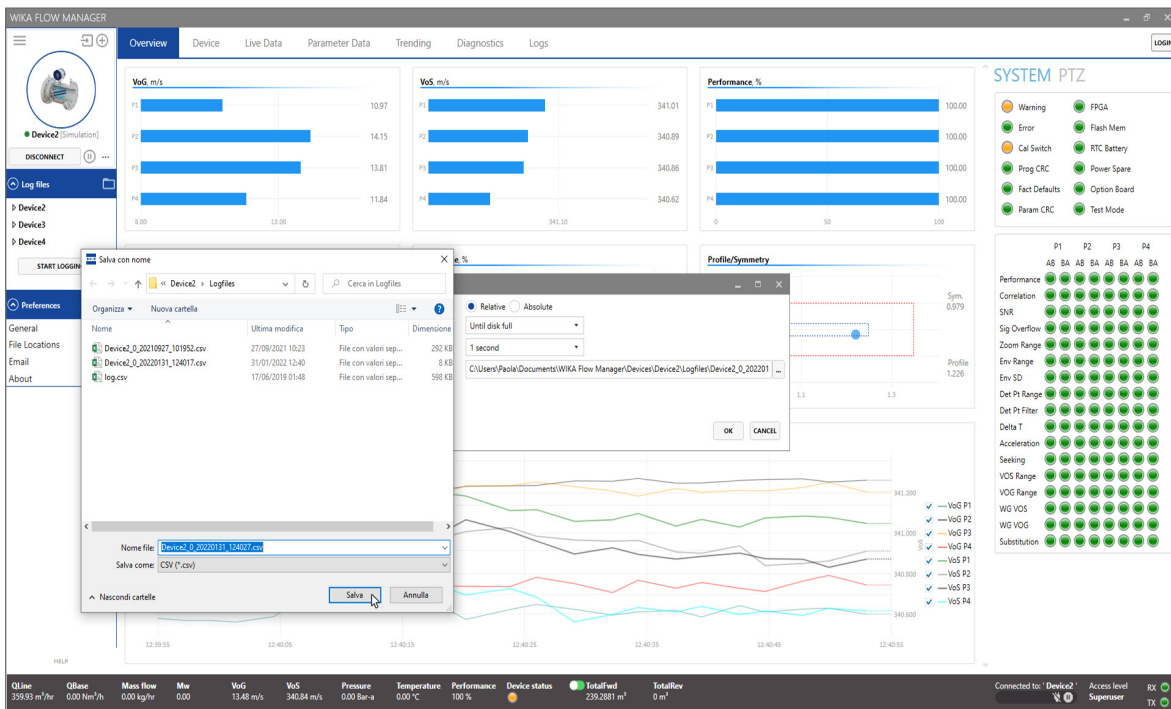 WIKA FLOW MANAGER
Overview Device Live Data Parameter Data Trending Diagnostics Logs
LOGIN
Device2 [Simulation]
DISCONNECT ...
Log files
Device2
Device3
Device4
START LOGGIN
Preferences
General
File Locations
Email
About
HELP
VoG, m/s
P1 10.97
P2 14.15
P3 13.81
P4 11.84
8.00 13.00
VoS, m/s
P1 341.01
P2 340.89
P3 340.86
P4 340.62
341.10
Performance, %
P1 100.00
P2 100.00
P3 100.00
P4 100.00
0 50 100
e, %
Profile/Symmetry
Sym.
0.979
Profile
1.226
1.1 1.3
Salva con nome
« Device2 › Logfiles
Cerca in Logfiles
Organizza Nuova cartella
Nome Ultima modifica Tipo Dimensione
Device2_0_20210927_101952.csv 27/09/2021 10:23 File con valori sep... 292 KB
Device2_0_20220131_124017.csv 31/01/2022 12:40 File con valori sep... 8 KB
log.csv 17/06/2019 01:48 File con valori sep... 598 KB
Nome file: Device2_0_20220131_124027.csv
Salva come: CSV (*.csv)
Nascondi cartelle
Salva Annulla
Relative Absolute
Until disk full
1 second
C:\Users\Paola\Documents\WIKA Flow Manager\Devices\Device2\Logfiles\Device2_0_202201 ...
OK CANCEL
341.200
341.000
340.800
340.600
VoS
VoG P1
VoG P2
VoG P3
VoG P4
VoS P1
VoS P2
VoS P3
VoS P4
12:39:55 12:40:05 12:40:15 12:40:25 12:40:35 12:40:45 12:40:55
SYSTEM PTZ
Warning FPGA
Error Flash Mem
Cal Switch RTC Battery
Prog CRC Power Spare
Fact Defaults Option Board
Param CRC Test Mode
P1 P2 P3 P4
AB BA AB BA AB BA AB BA
Performance
Correlation
SNR
Sig Overflow
Zoom Range
Env Range
Env SD
Det Pt Range
Det Pt Filter
Delta T
Acceleration
Seeking
VOS Range
VOG Range
WG VOS
WG VOG
Substitution
QLine QBase Mass flow Mw VoG VoS Pressure Temperature Performance Device status TotalFwd TotalRev
359.93 m³/hr 0.00 Nm³/h 0.00 kg/hr 0.00 13.48 m/s 340.84 m/s 0.00 Bar-a 0.00 °C 100 % 239.2881 m³ 0 m³
Connected to: ' Device2 ' Access level RX
Superuser TX